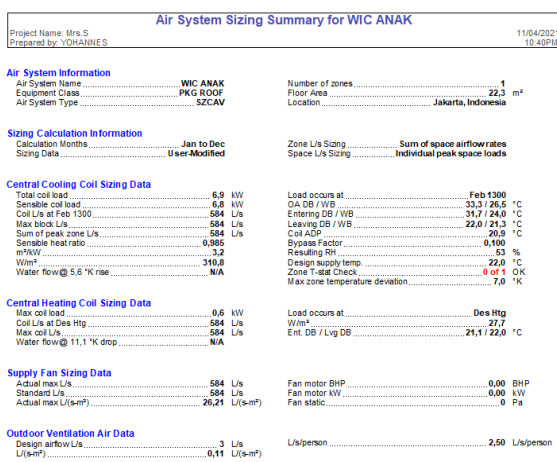 Air System Sizing Summary for WIC ANAK
Project Name: Mrs.S 11/04/2021
Prepared by: YOHANNES 10:40PM
Air System Information
Air System Name WIC ANAK Number of zones 1
Equipment Class PKG ROOF Floor Area 22,3 m²
Air System Type SZCAV Location Jakarta, Indonesia
Sizing Calculation Information
Calculation Months Jan to Dec Zone L/s Sizing Sum of space airflow rates
Sizing Data User-Modified Space L/s Sizing Individual peak space loads
Central Cooling Coil Sizing Data
Total coil load 6,9 kW Load occurs at Feb 1300
Sensible coil load 6,8 kW OA DB / WB 33,3 / 26,5 °C
Coil L/s at Feb 1300 584 L/s Entering DB / WB 31,7 / 24,0 °C
Max block L/s 584 L/s Leaving DB / WB 22,0 / 21,3 °C
Sum of peak zone L/s 584 L/s Coil ADP 20,9 °C
Sensible heat ratio 0,985 Bypass Factor 0,100
m²/kW 3,2 Resulting RH 53 %
W/m² 310,8 Design supply temp. 22,0 °C
Water flow @ 5,6 °K rise N/A Zone T-stat Check 0 of 1 OK
Max zone temperature deviation 7,0 °K
Central Heating Coil Sizing Data
Max coil load 0,6 kW Load occurs at Des Htg
Coil L/s at Des Htg 584 L/s W/m² 27,7
Max coil L/s 584 L/s Ent. DB / Lvg DB 21,1 / 22,0 °C
Water flow @ 11,1 °K drop N/A
Supply Fan Sizing Data
Actual max L/s 584 L/s Fan motor BHP 0,00 BHP
Standard L/s 584 L/s Fan motor kW 0,00 kW
Actual max L/(s-m²) 26,21 L/(s-m²) Fan static 0 Pa
Outdoor Ventilation Air Data
Design airflow L/s 3 L/s L/s/person 2,50 L/s/person
L/(s-m²) 0,11 L/(s-m²)